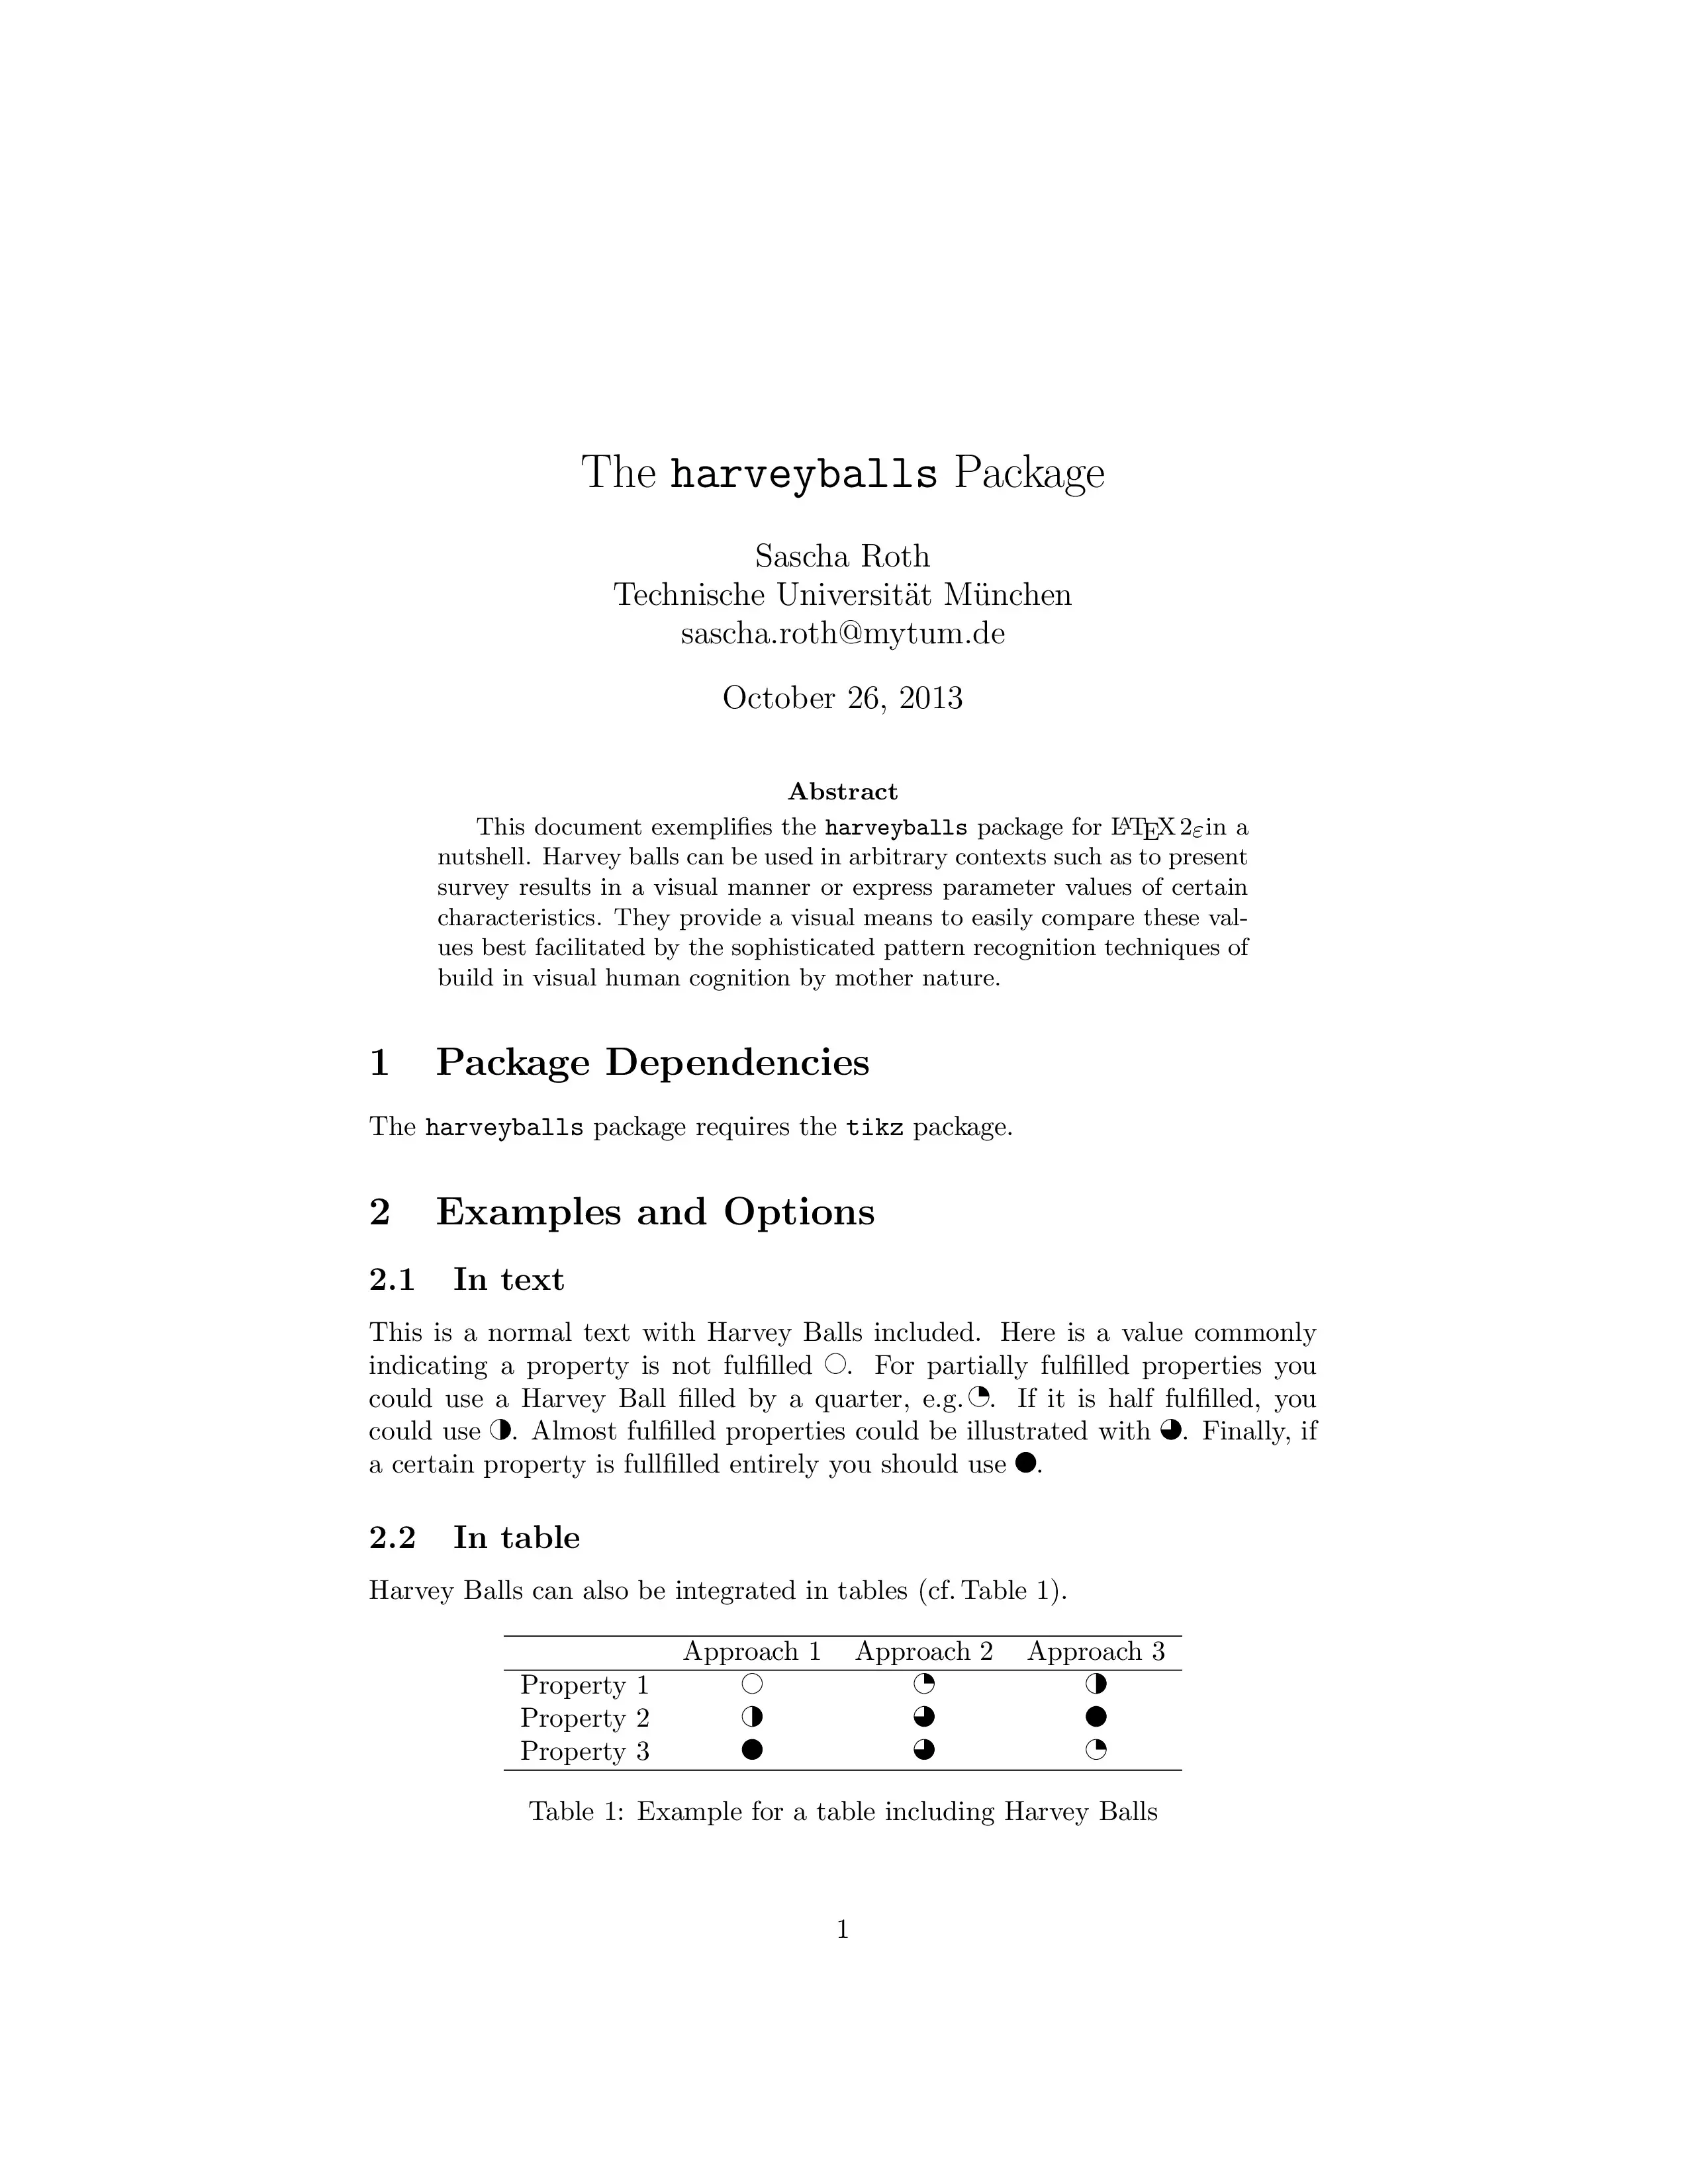 The harveyballs Package
Sascha Roth
Technische Universität München
sascha.roth@mytum.de
October 26, 2013
Abstract
This document exemplifies the harveyballs package for LATEX 2εin a
nutshell. Harvey balls can be used in arbitrary contexts such as to present
survey results in a visual manner or express parameter values of certain
characteristics. They provide a visual means to easily compare these val-
ues best facilitated by the sophisticated pattern recognition techniques of
build in visual human cognition by mother nature.
1 Package Dependencies
The harveyballs package requires the tikz package.
2 Examples and Options
2.1 In text
This is a normal text with Harvey Balls included. Here is a value commonly
indicating a property is not fulfilled ○. For partially fulfilled properties you
could use a Harvey Ball filled by a quarter, e.g. ◔. If it is half fulfilled, you
could use ◑. Almost fulfilled properties could be illustrated with ◕. Finally, if
a certain property is fullfilled entirely you should use ●.
2.2 In table
Harvey Balls can also be integrated in tables (cf. Table 1).
Approach 1 Approach 2 Approach 3
Property 1 ○ ◔ ◑
Property 2 ◑ ◕ ●
Property 3 ● ◕ ◔
Table 1: Example for a table including Harvey Balls
1